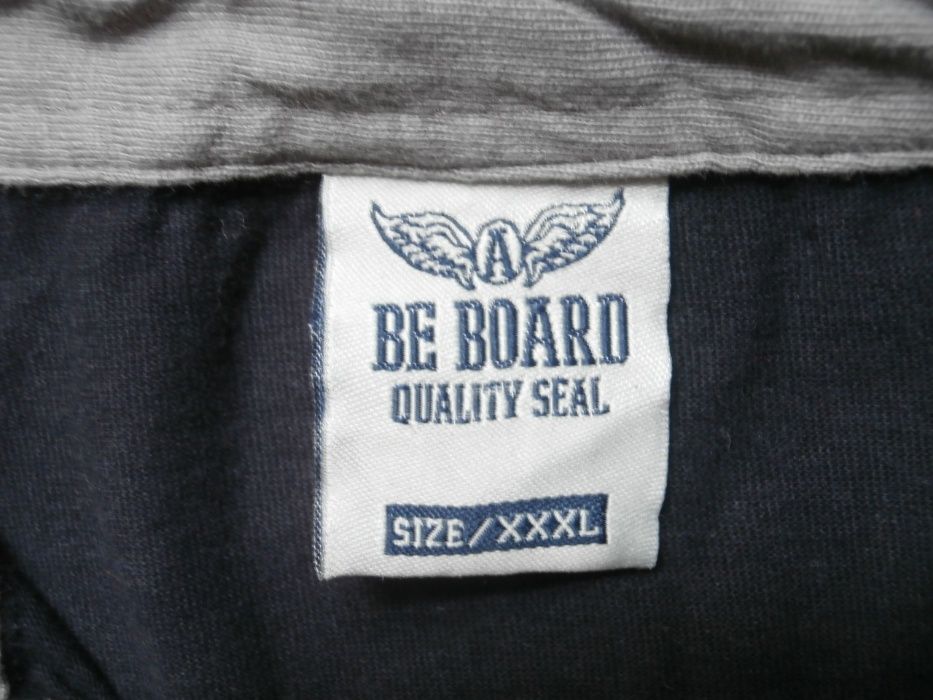 A
BE BOARD
QUALITY SEAL
SIZE/XXXL